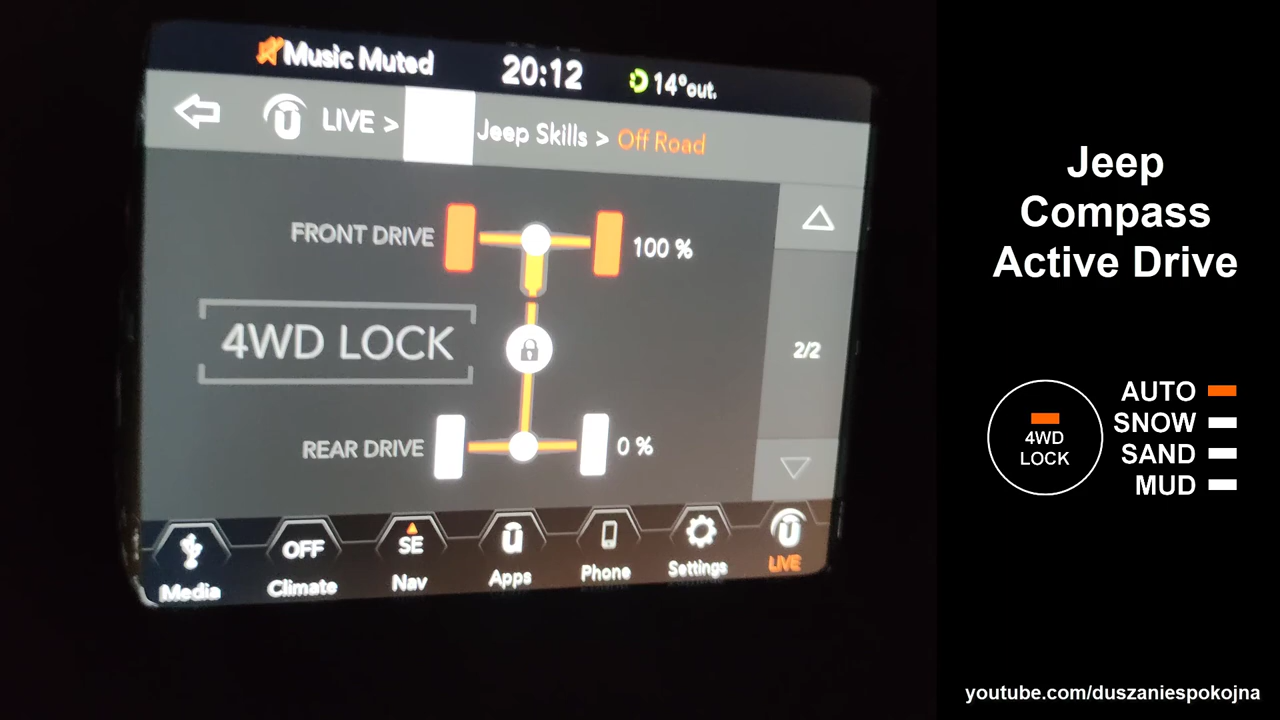 Music Muted
20:12
14°out.
LIVE >
Jeep Skills > Off Road
FRONT DRIVE
100 %
4WD LOCK
2/2
REAR DRIVE
0 %
Media
OFF
Climate
SE
Nav
Apps
Phone
Settings
LIVE
Jeep
Compass
Active Drive
4WD
LOCK
AUTO
SNOW
SAND
MUD
youtube.com/duszaniespokojna